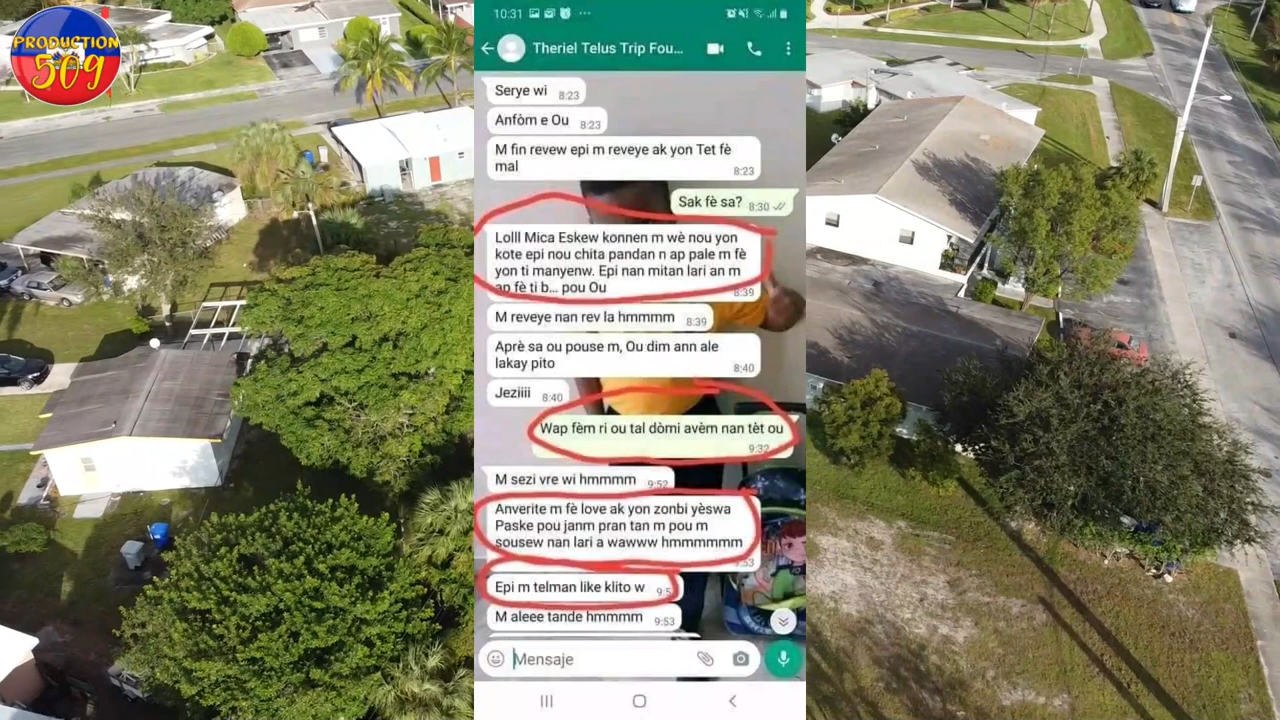 PRODUCTION
509
10:31
Theriel Telus Trip Fou...
Serye wi 8:23
Anfòm e Ou 8:23
M fin revew epi m reveye ak yon Tet fè
mal 8:23
Sak fè sa? 8:30
Lolll Mica Eskew konnen m wè nou yon
kote epi nou chita pandan n ap pale m fè
yon ti manyenw. Epi nan mitan lari an m
ap fè ti b... pou Ou 8:39
M reveye nan rev la hmmmm 8:39
Aprè sa ou pouse m, Ou dim ann ale
lakay pito 8:40
Jeziiii 8:40
Wap fèm ri ou tal dòmi avèm nan tèt ou
9:32
M sezi vre wi hmmmm 9:52
Anverite m fè love ak yon zonbi yèswa
Paske pou janm pran tan m pou m
sousew nan lari a wawww hmmmmmm
Epi m telman like klito w
M aleee tande hmmmm 9:53
Mensaje